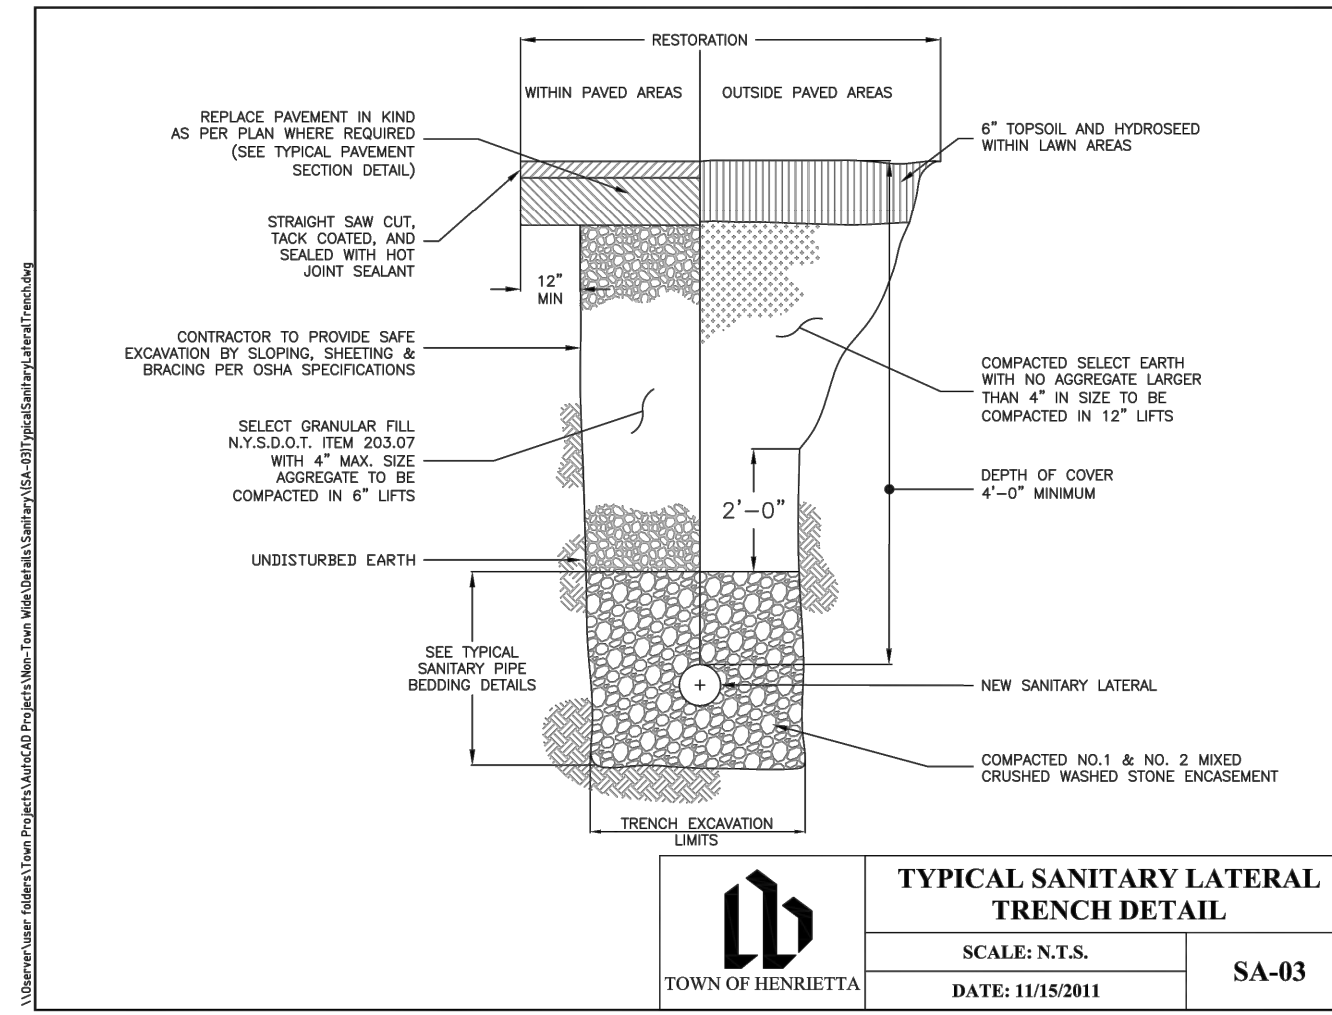 RESTORATION
WITHIN PAVED AREAS
OUTSIDE PAVED AREAS
REPLACE PAVEMENT IN KIND
AS PER PLAN WHERE REQUIRED
(SEE TYPICAL PAVEMENT
SECTION DETAIL)
6" TOPSOIL AND HYDROSEED
WITHIN LAWN AREAS
STRAIGHT SAW CUT,
TACK COATED, AND
SEALED WITH HOT
JOINT SEALANT
12"
MIN
CONTRACTOR TO PROVIDE SAFE
EXCAVATION BY SLOPING, SHEETING &
BRACING PER OSHA SPECIFICATIONS
COMPACTED SELECT EARTH
WITH NO AGGREGATE LARGER
THAN 4" IN SIZE TO BE
COMPACTED IN 12" LIFTS
SELECT GRANULAR FILL
N.Y.S.D.O.T. ITEM 203.07
WITH 4" MAX. SIZE
AGGREGATE TO BE
COMPACTED IN 6" LIFTS
DEPTH OF COVER
4'-0" MINIMUM
2'-0"
UNDISTURBED EARTH
SEE TYPICAL
SANITARY PIPE
BEDDING DETAILS
NEW SANITARY LATERAL
COMPACTED NO.1 & NO. 2 MIXED
CRUSHED WASHED STONE ENCASEMENT
TRENCH EXCAVATION
LIMITS
TOWN OF HENRIETTA
TYPICAL SANITARY LATERAL
TRENCH DETAIL
SCALE: N.T.S.
DATE: 11/15/2011
SA-03
\\0server\user folders\Town Projects\AutoCAD Projects\Non-Town Wide\Details\Sanitary\(SA-03)TypicalSanitaryLateralTrench.dwg